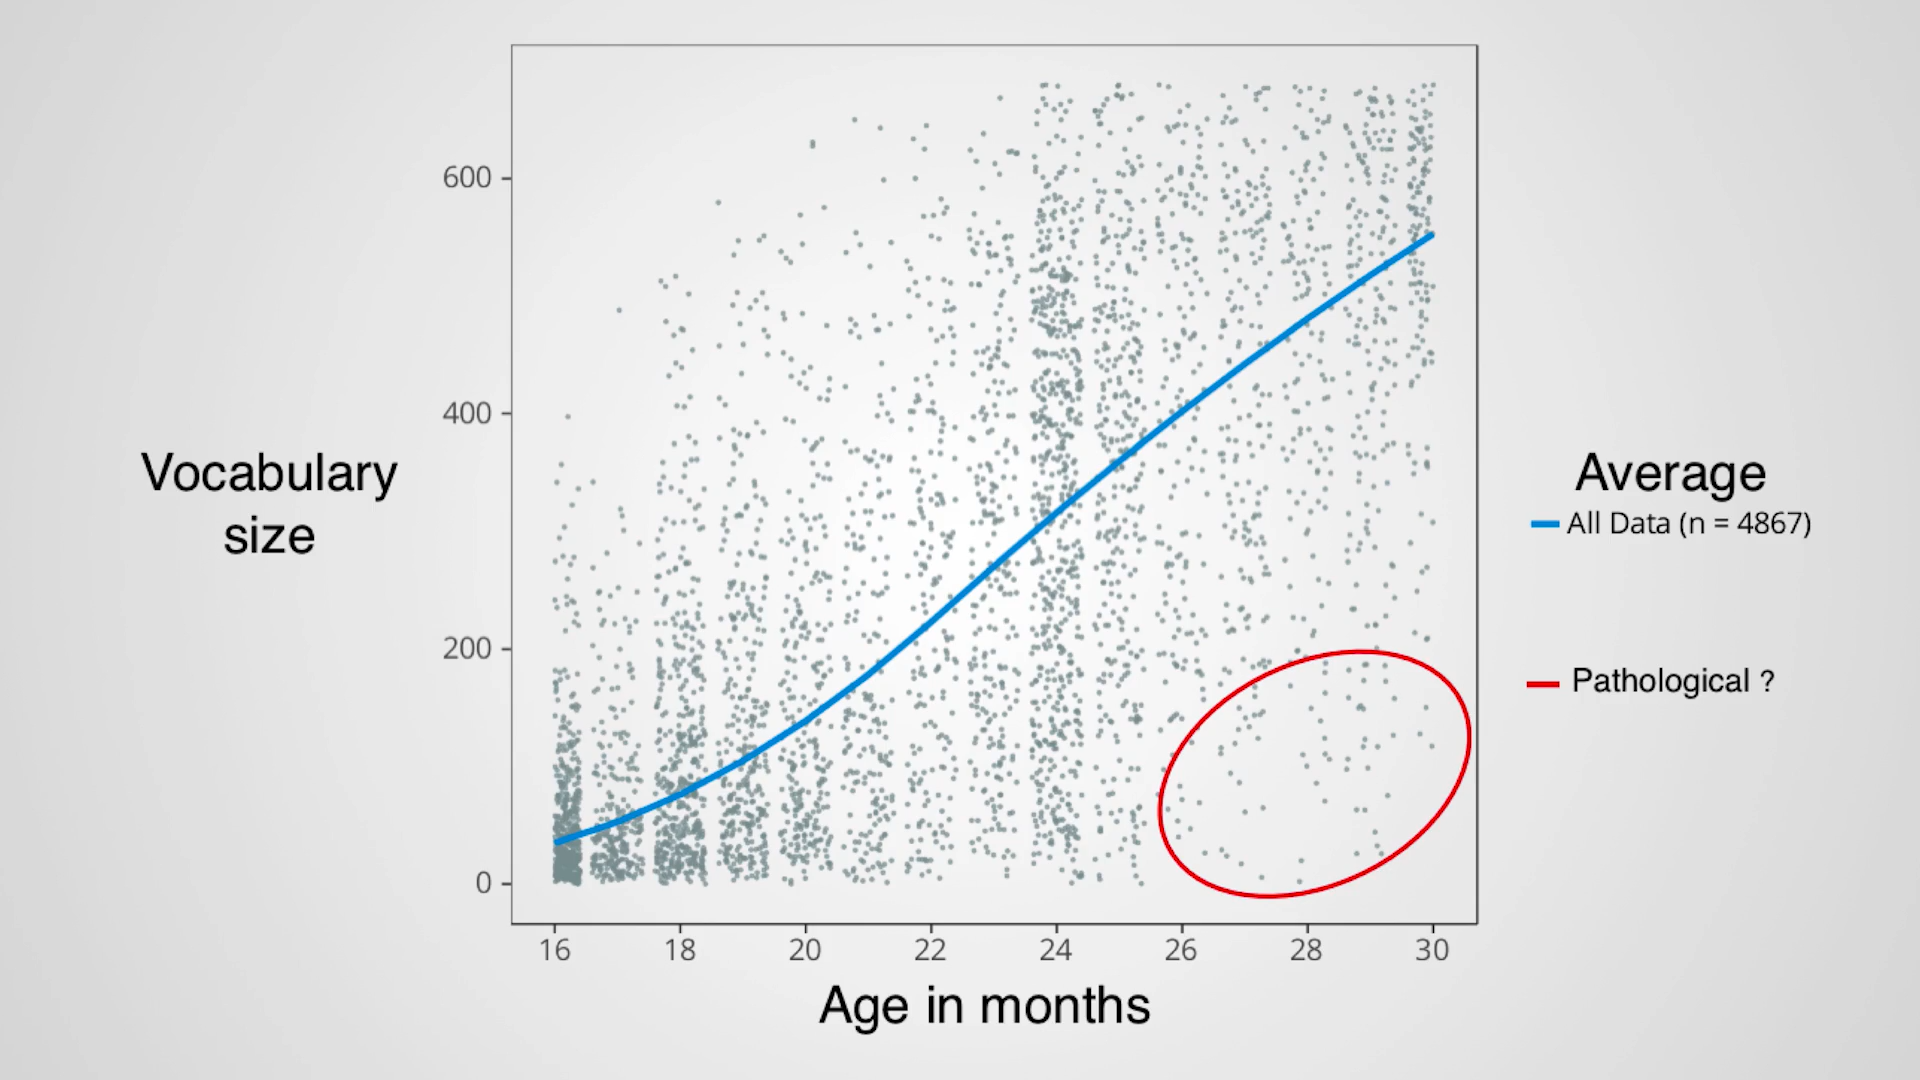 Vocabulary
size
600
400
200
0
16 18 20 22 24 26 28 30
Age in months
Average
All Data (n = 4867)
Pathological ?